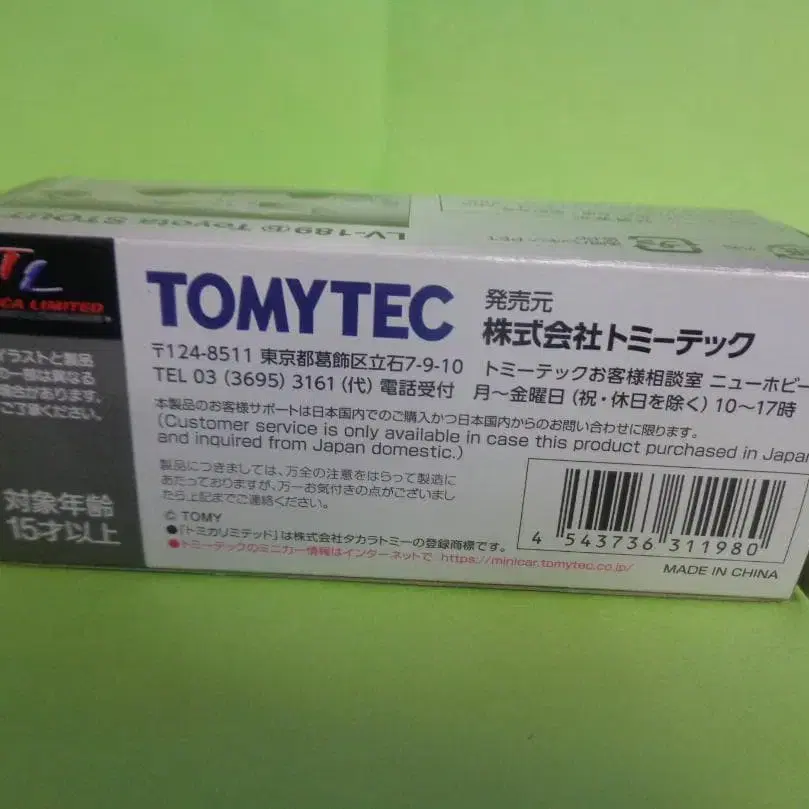 LV-189ⓑ Toyota STOUT
TL
CA LIMITED
イラストと製品
の一部は異なる
場合があります。
ご了承ください。
対象年齢
15才以上
TOMYTEC
〒124-8511 東京都葛飾区立石7-9-10
TEL 03 (3695) 3161 (代) 電話受付
発売元
株式会社トミーテック
トミーテックお客様相談室 ニューホビー
月～金曜日 (祝・休日を除く) 10～17時
本製品のお客様サポートは日本国内でのご購入かつ日本国内からのお問い合わせに限ります。
(Customer service is only available in case this product purchased in Japan
and inquired from Japan domestic.)
製品につきましては、万全の注意をはらって製造に
あたっておりますが、万一お気付きの点がございまし
たら上記までご連絡ください。
© TOMY
●「トミカリミテッド」は株式会社タカラトミーの登録商標です。
●トミーテックのミニカー情報はインターネットで https://minicar.tomytec.co.jp/
4 543736 311980
MADE IN CHINA